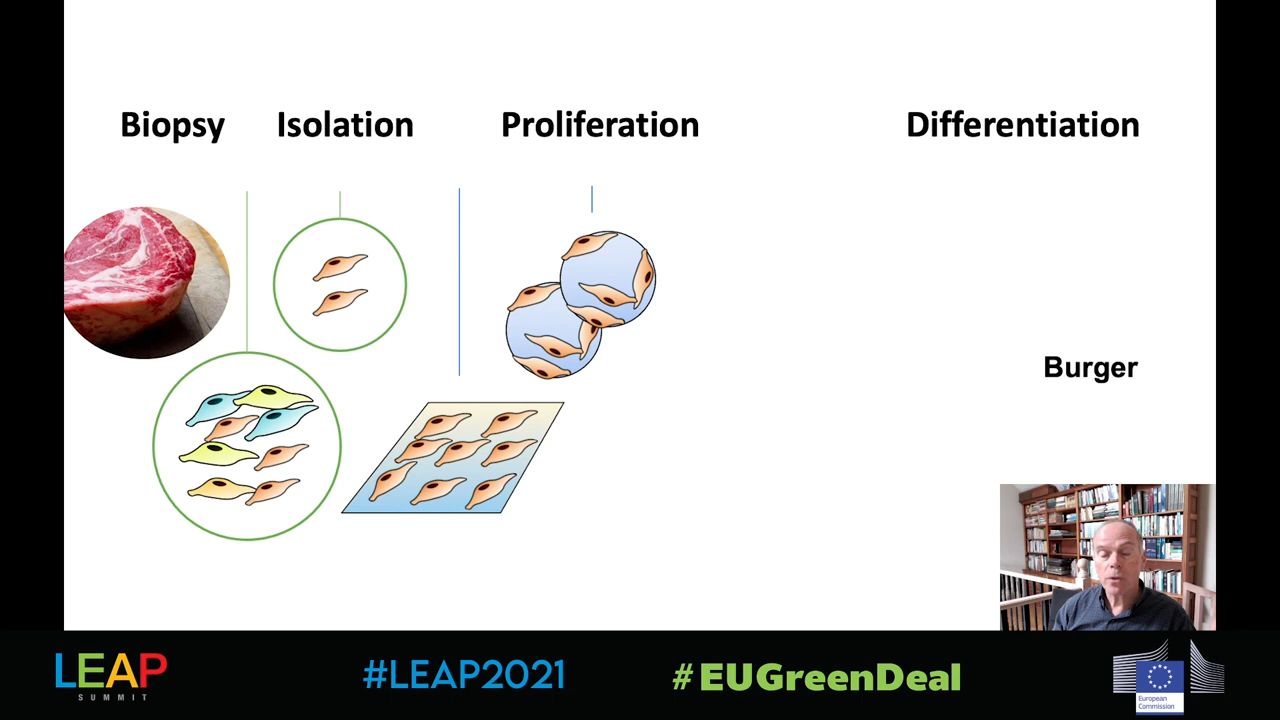 Biopsy Isolation Proliferation Differentiation
Burger
LEAP
SUMMIT
#LEAP2021
#EUGreenDeal
European
Commission